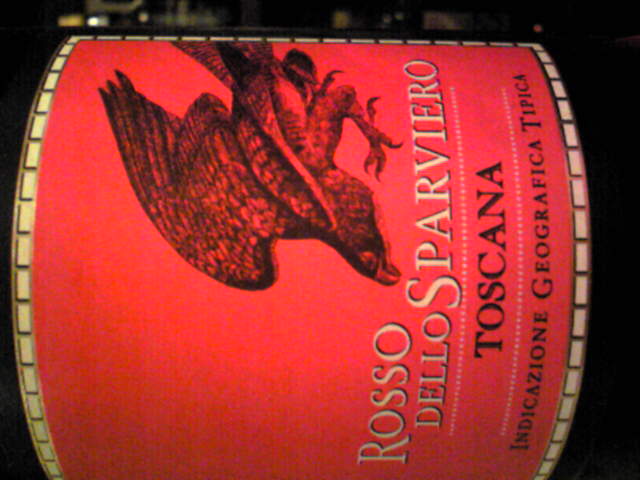 ROSSO
DELLO SPARVIERO
TOSCANA
INDICAZIONE GEOGRAFICA TIPICA